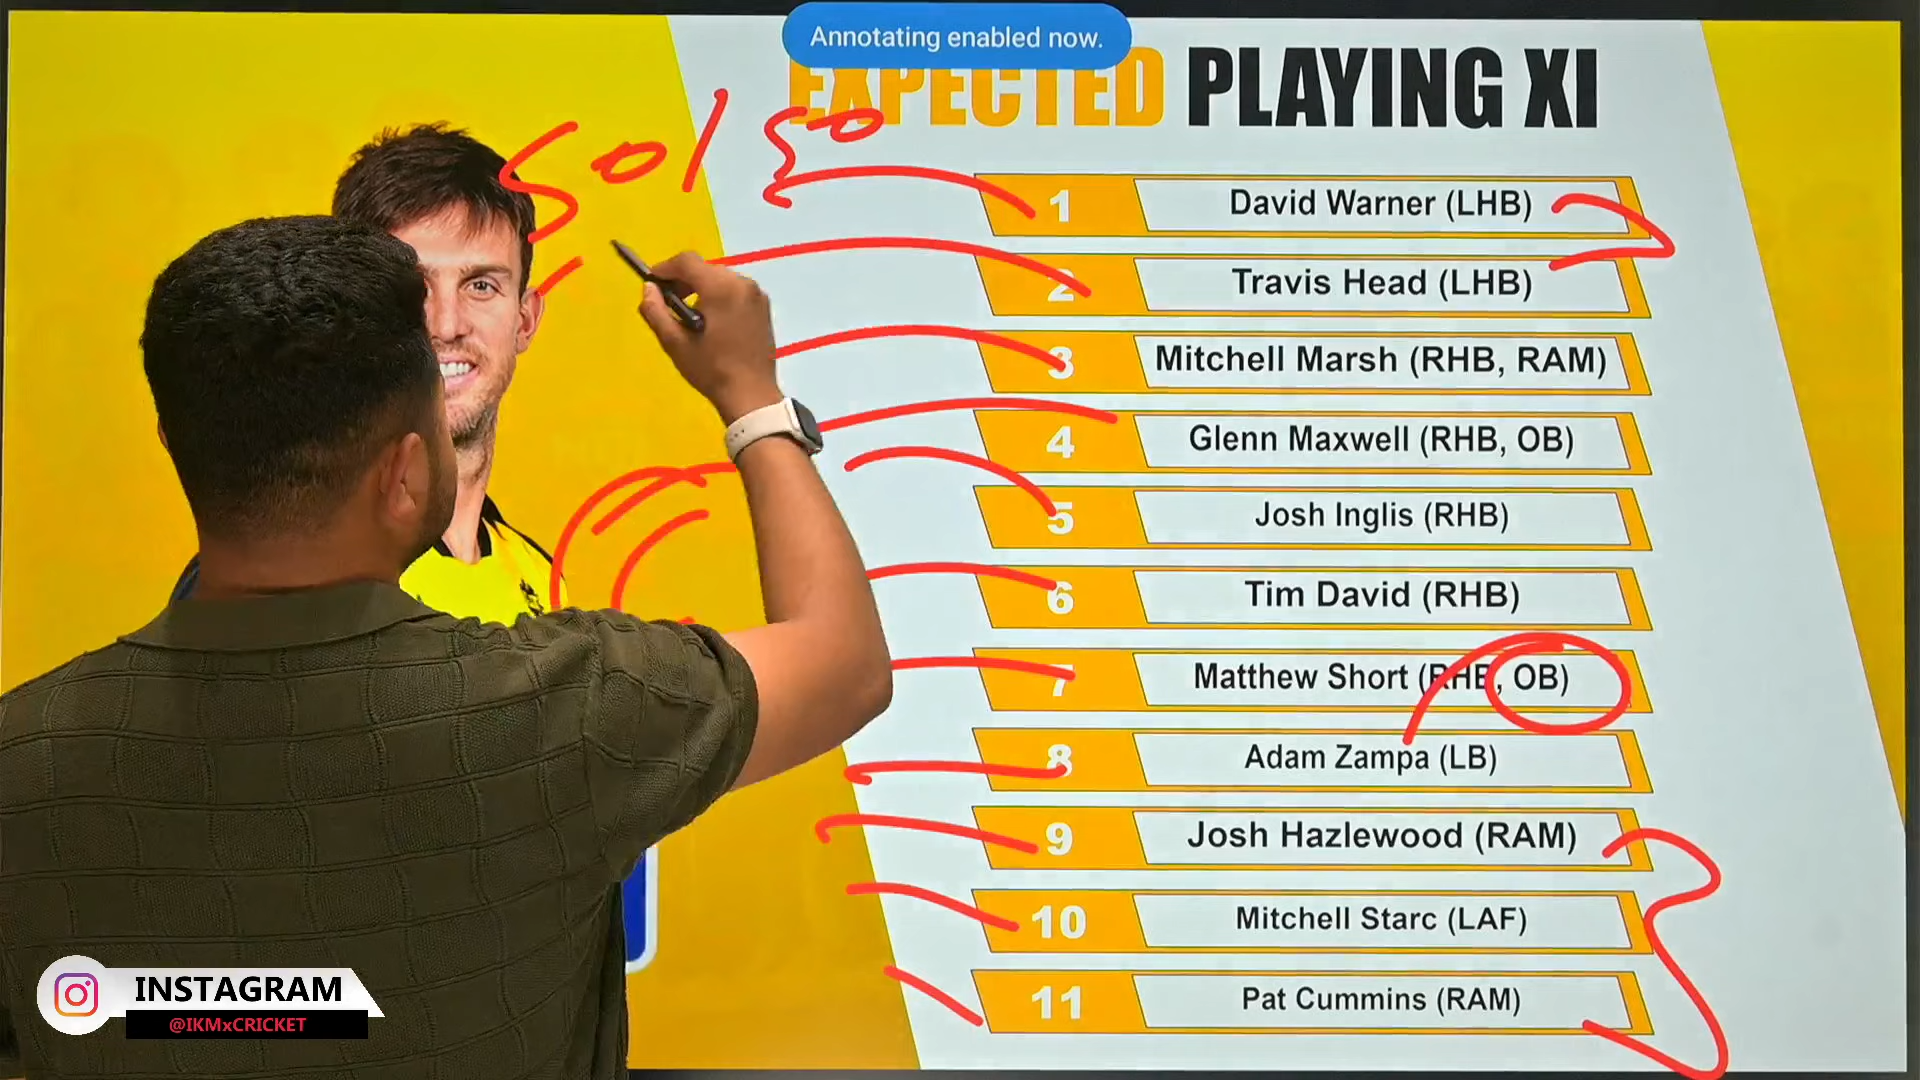 Annotating enabled now.
EXPECTED PLAYING XI
50/50
1 David Warner (LHB)
2 Travis Head (LHB)
3 Mitchell Marsh (RHB, RAM)
4 Glenn Maxwell (RHB, OB)
5 Josh Inglis (RHB)
6 Tim David (RHB)
7 Matthew Short (RHB, OB)
8 Adam Zampa (LB)
9 Josh Hazlewood (RAM)
10 Mitchell Starc (LAF)
11 Pat Cummins (RAM)
INSTAGRAM
@IKMxCRICKET